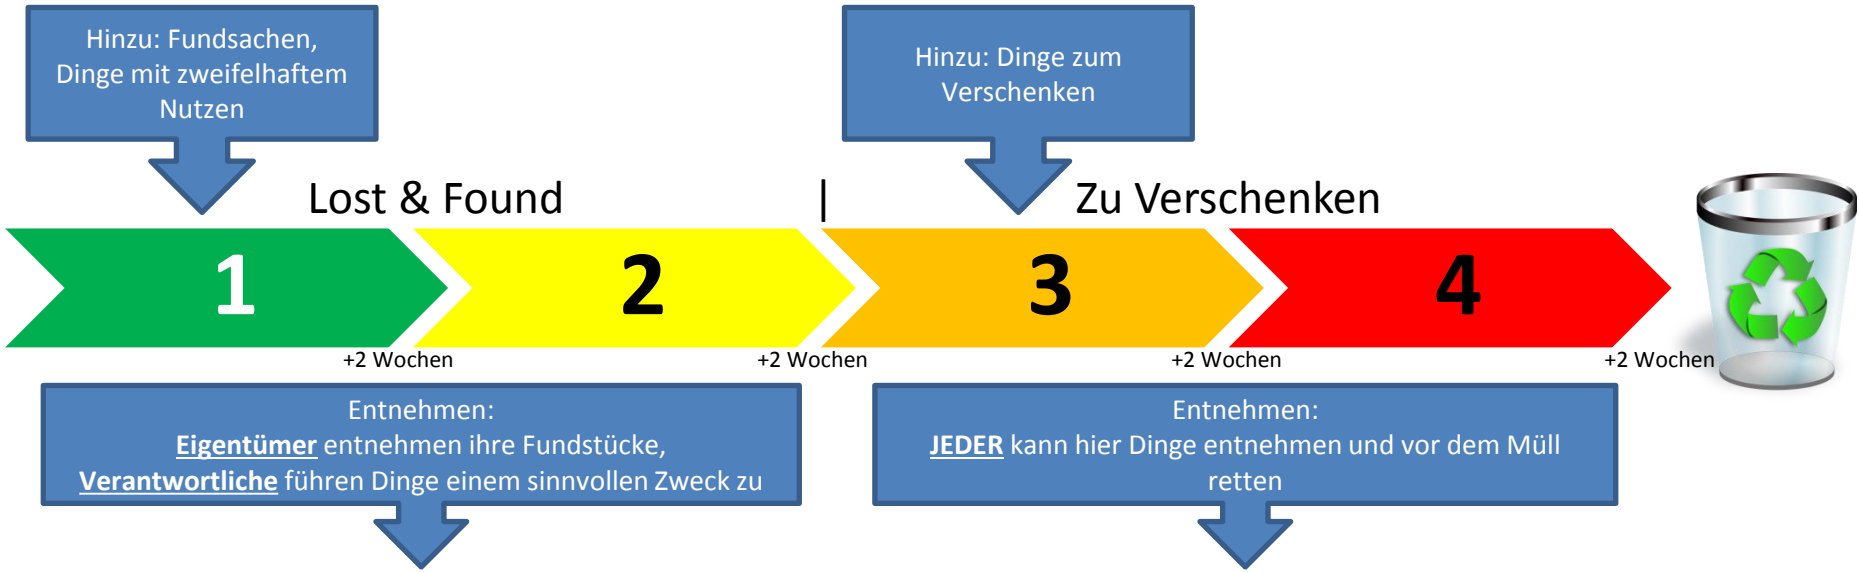 Hinzu: Fundsachen,
Dinge mit zweifelhaftem
Nutzen
Hinzu: Dinge zum
Verschenken
Lost & Found | Zu Verschenken
1 2 3 4
+2 Wochen +2 Wochen +2 Wochen +2 Wochen
Entnehmen:
Eigentümer entnehmen ihre Fundstücke,
Verantwortliche führen Dinge einem sinnvollen Zweck zu
Entnehmen:
JEDER kann hier Dinge entnehmen und vor dem Müll
retten